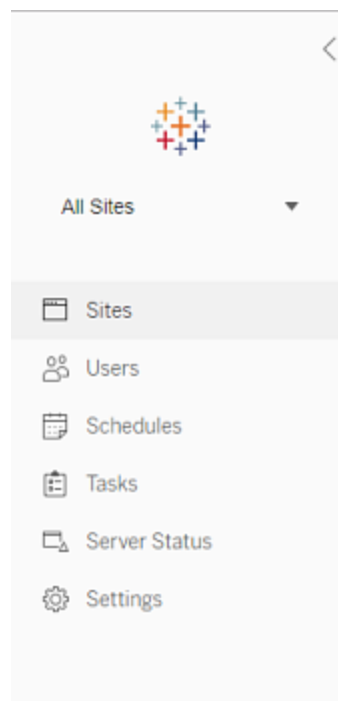 All Sites
Sites
Users
Schedules
Tasks
Server Status
Settings